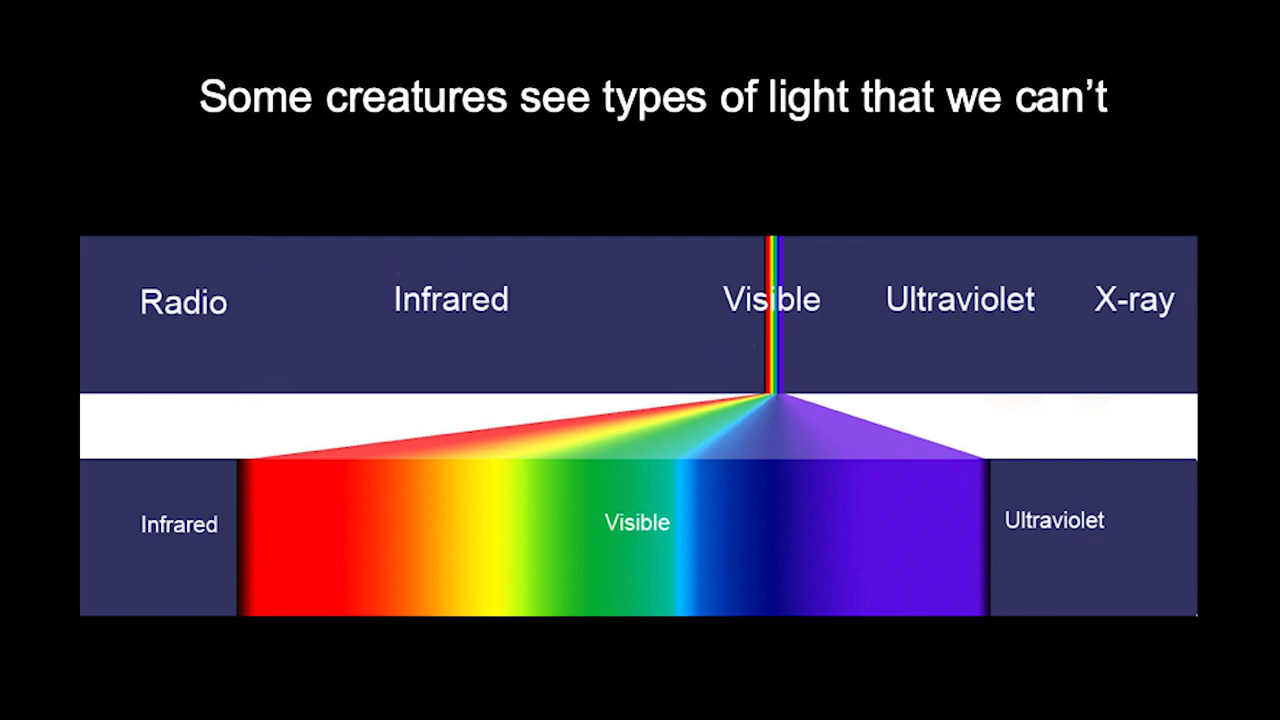 Some creatures see types of light that we can’t
Radio Infrared Visible Ultraviolet X-ray
Infrared Visible Ultraviolet